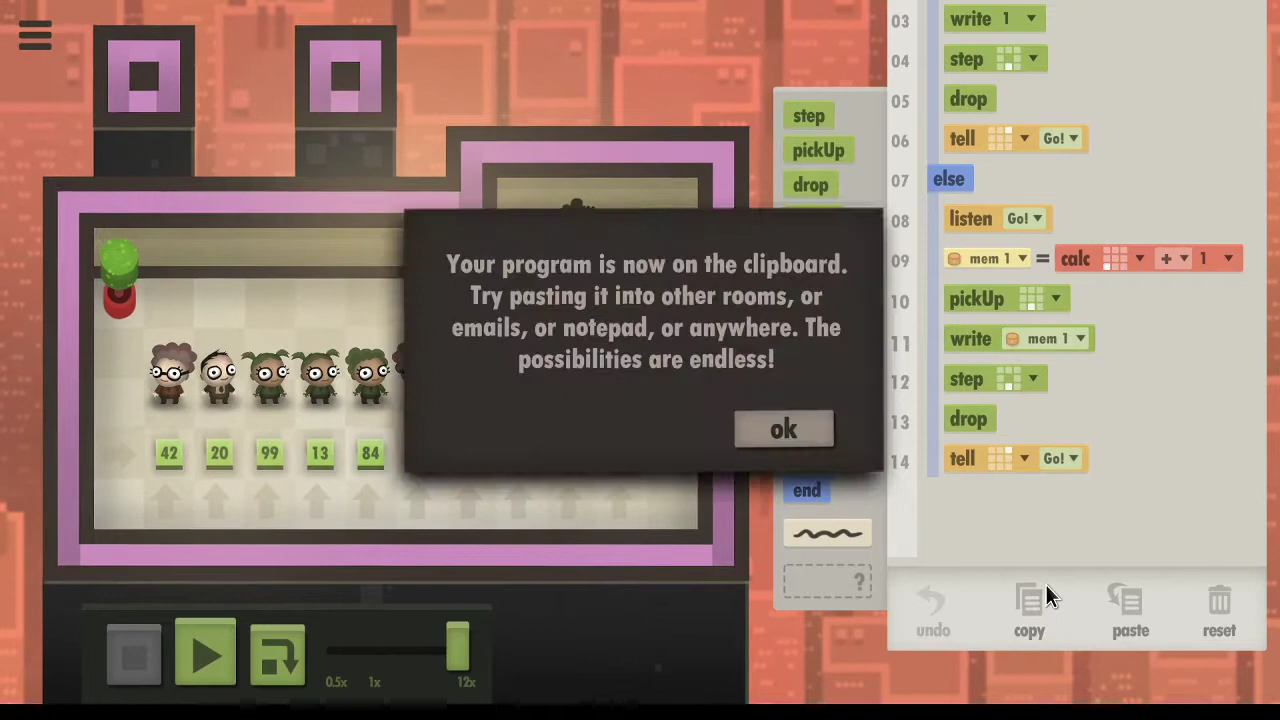 03 write 1
04 step
05 drop
06 tell Go!
07 else
08 listen Go!
09 mem 1 = calc + 1
10 pickUp
11 write mem 1
12 step
13 drop
14 tell Go!
step
pickUp
drop
end
?
Your program is now on the clipboard.
Try pasting it into other rooms, or
emails, or notepad, or anywhere. The
possibilities are endless!
ok
42 20 99 13 84
undo copy paste reset
0.5x 1x 12x